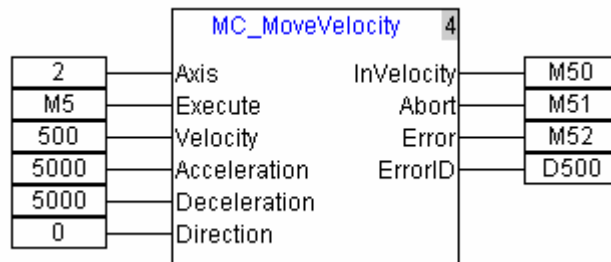 MC_MoveVelocity 4
2 Axis InVelocity M50
M5 Execute Abort M51
500 Velocity Error M52
5000 Acceleration ErrorID D500
5000 Deceleration
0 Direction